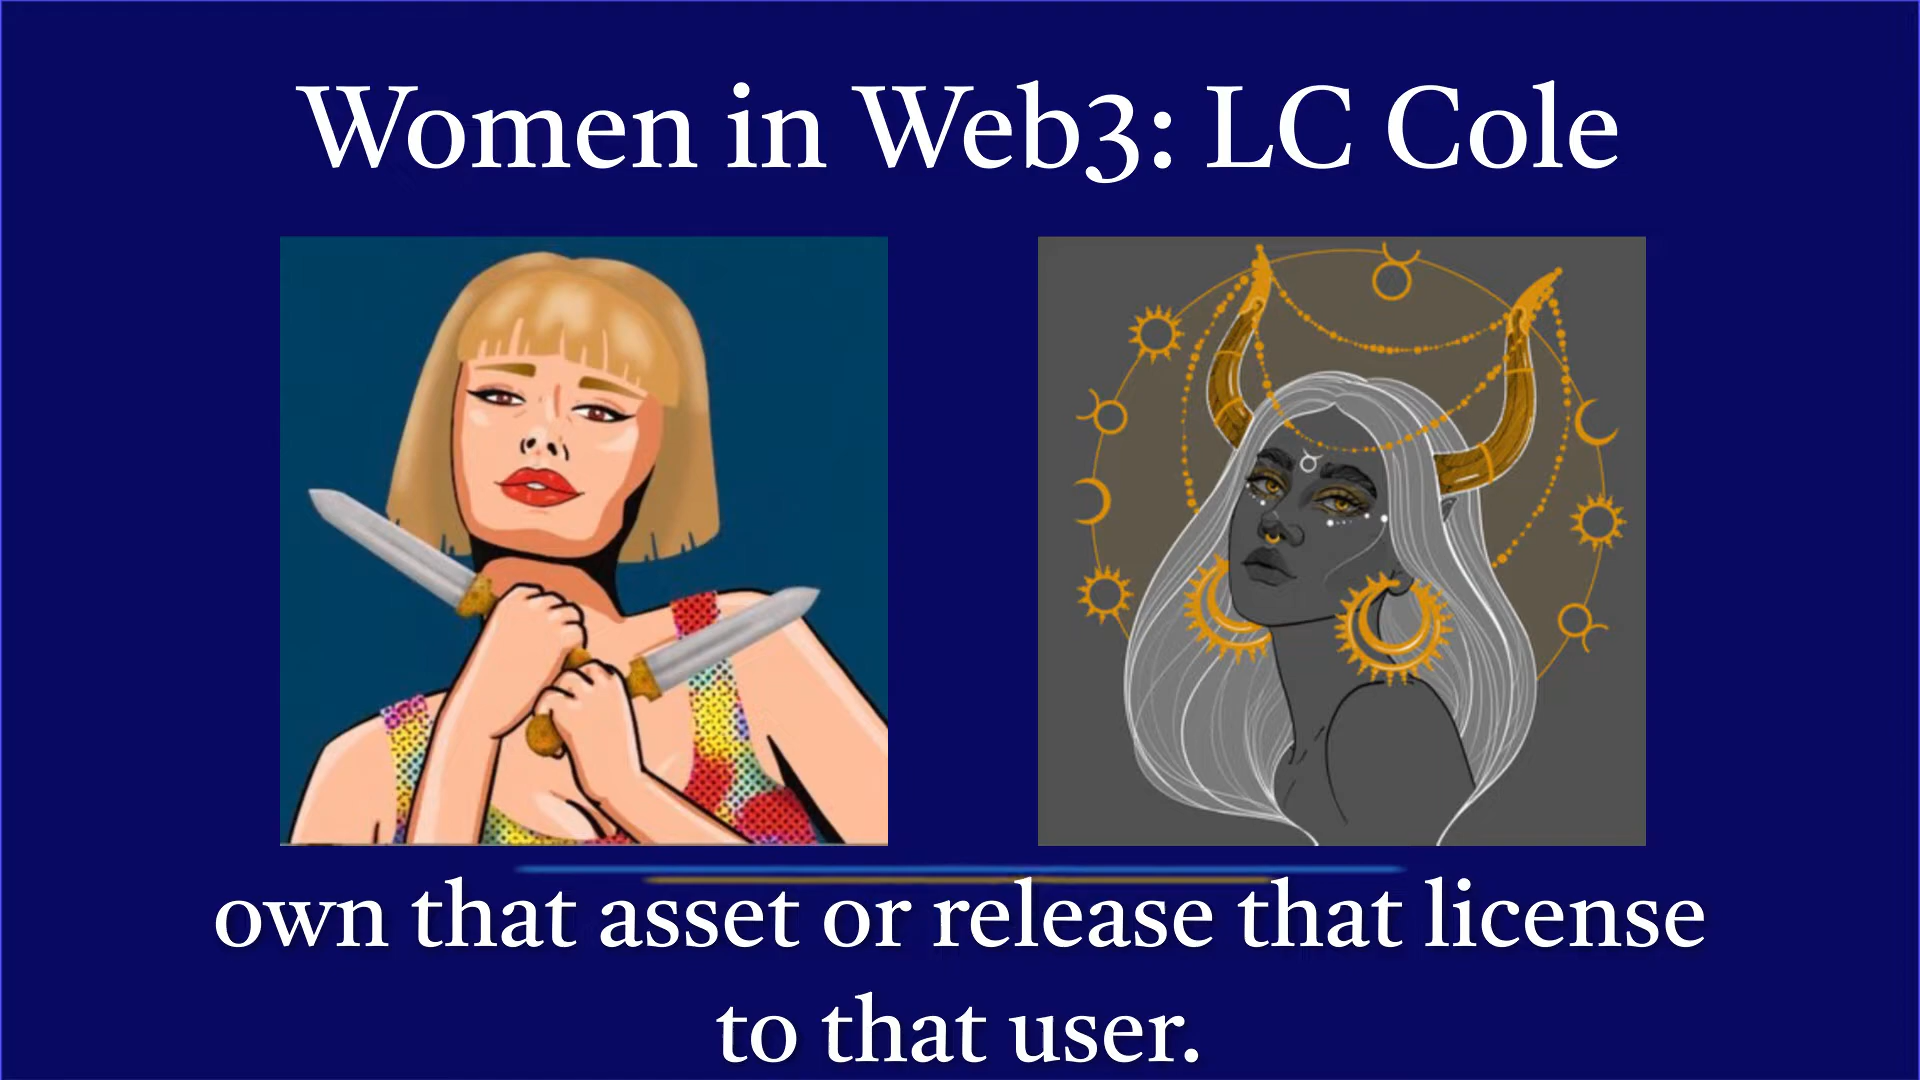 Women in Web3: LC Cole
own that asset or release that license
to that user.